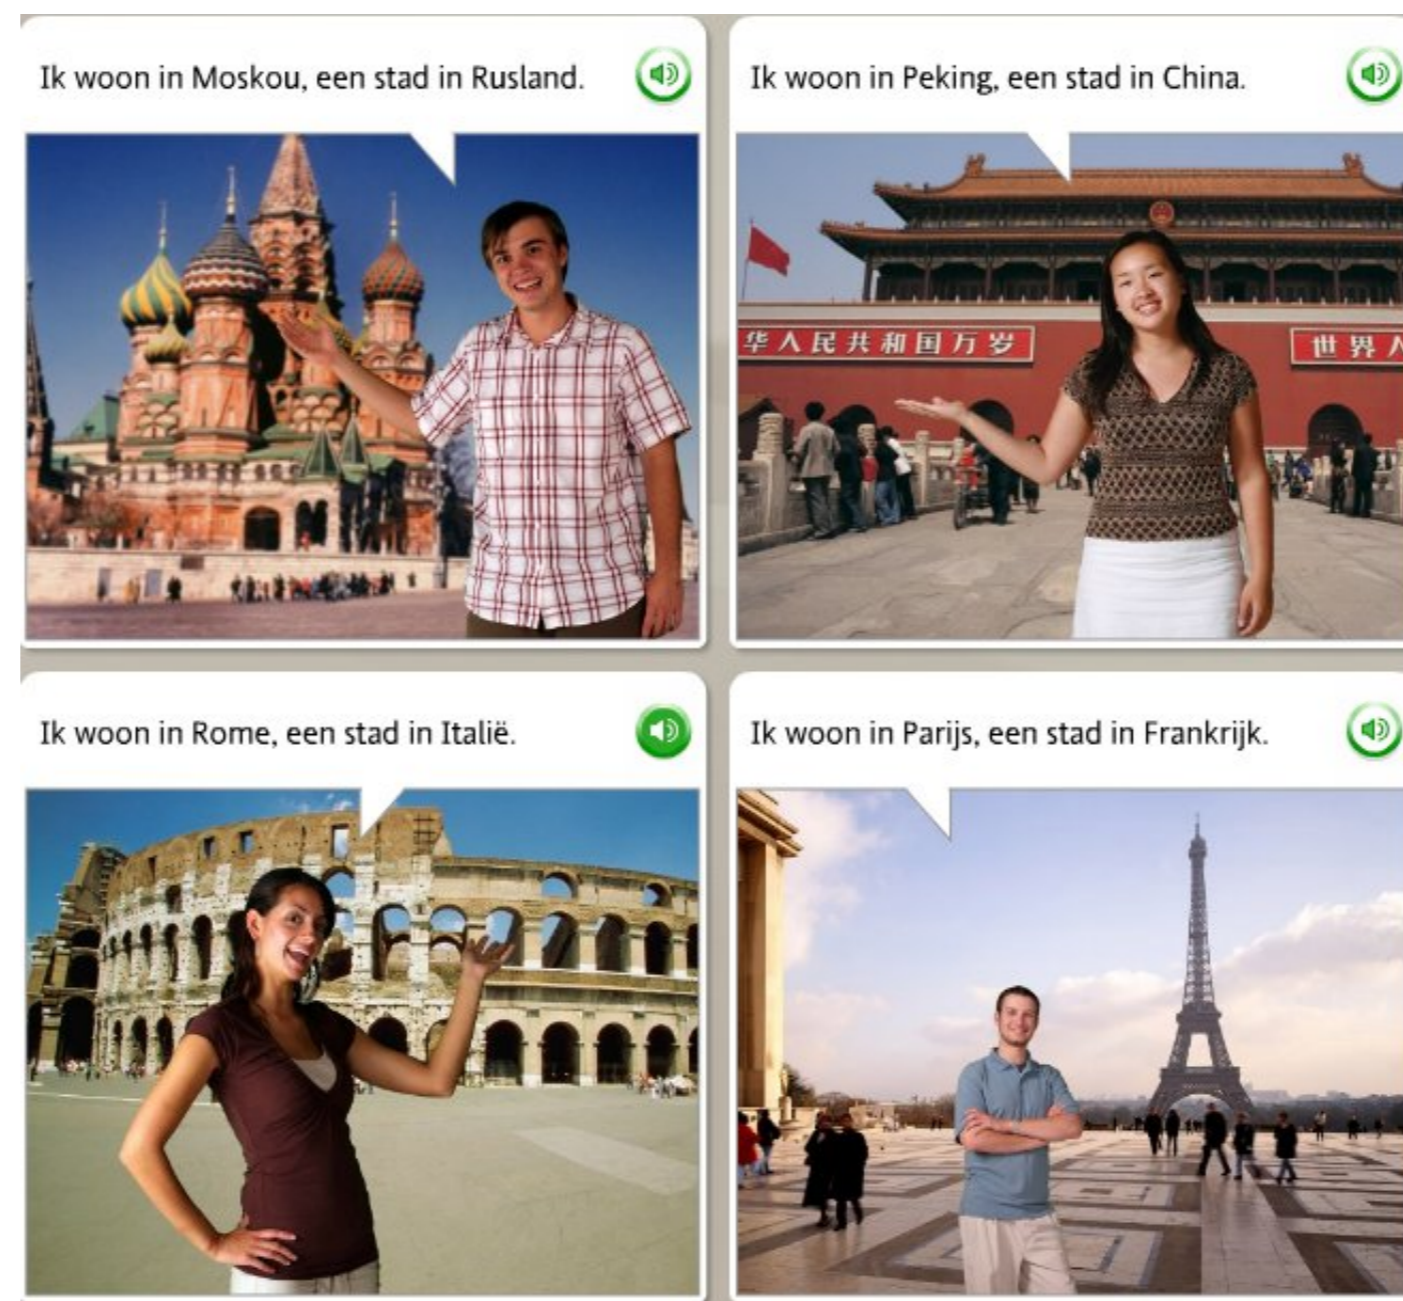 Ik woon in Moskou, een stad in Rusland.
Ik woon in Peking, een stad in China.
华人民共和国万岁
世界人
Ik woon in Rome, een stad in Italië.
Ik woon in Parijs, een stad in Frankrijk.